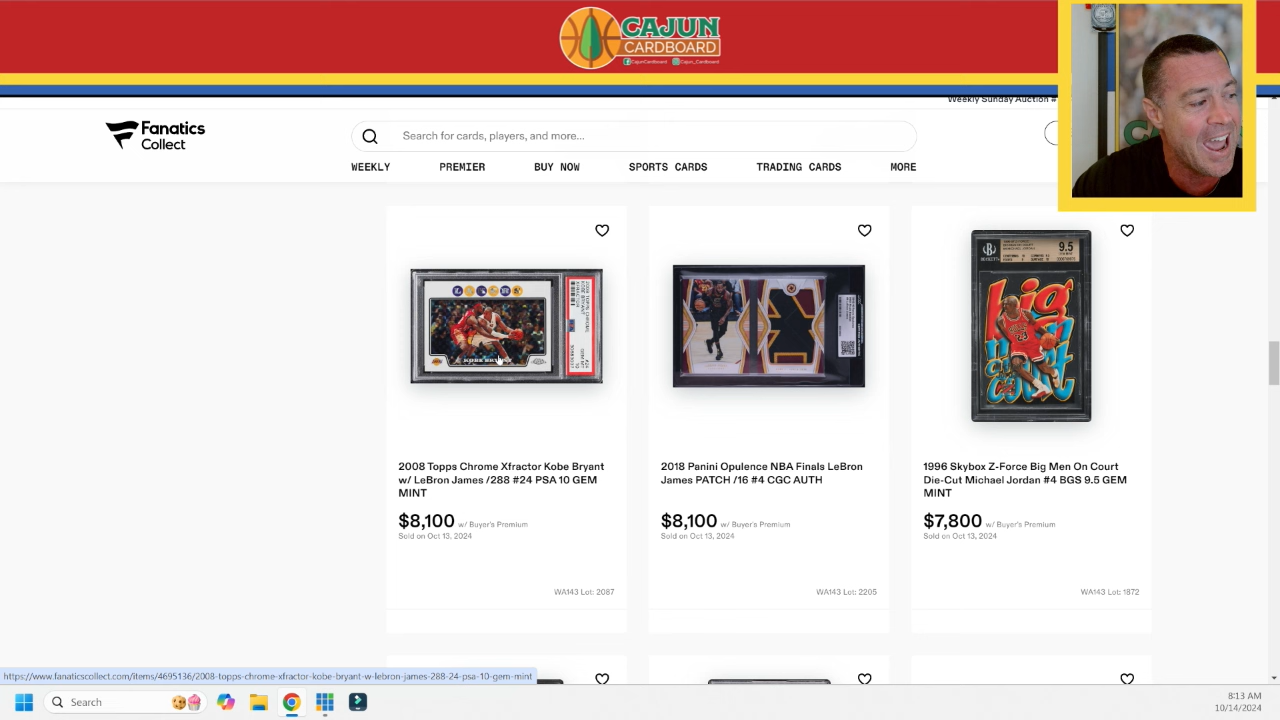 CAJUN
CARDBOARD
CajunCardboard Cajun_Cardboard
Weekly Sunday Auction #
Fanatics
Collect
Search for cards, players, and more...
WEEKLY PREMIER BUY NOW SPORTS CARDS TRADING CARDS MORE
9.5
KOBE BRYANT
Big
2008 Topps Chrome Xfractor Kobe Bryant
w/ LeBron James /288 #24 PSA 10 GEM
MINT
$8,100 w/ Buyer's Premium
Sold on Oct 13, 2024
WA143 Lot: 2087
2018 Panini Opulence NBA Finals LeBron
James PATCH /16 #4 CGC AUTH
$8,100 w/ Buyer's Premium
Sold on Oct 13, 2024
WA143 Lot: 2205
1996 Skybox Z-Force Big Men On Court
Die-Cut Michael Jordan #4 BGS 9.5 GEM
MINT
$7,800 w/ Buyer's Premium
Sold on Oct 13, 2024
WA143 Lot: 1872
https://www.fanaticscollect.com/items/4695136/2008-topps-chrome-xfractor-kobe-bryant-w-lebron-james-288-24-psa-10-gem-mint
Search
8:13 AM
10/14/2024